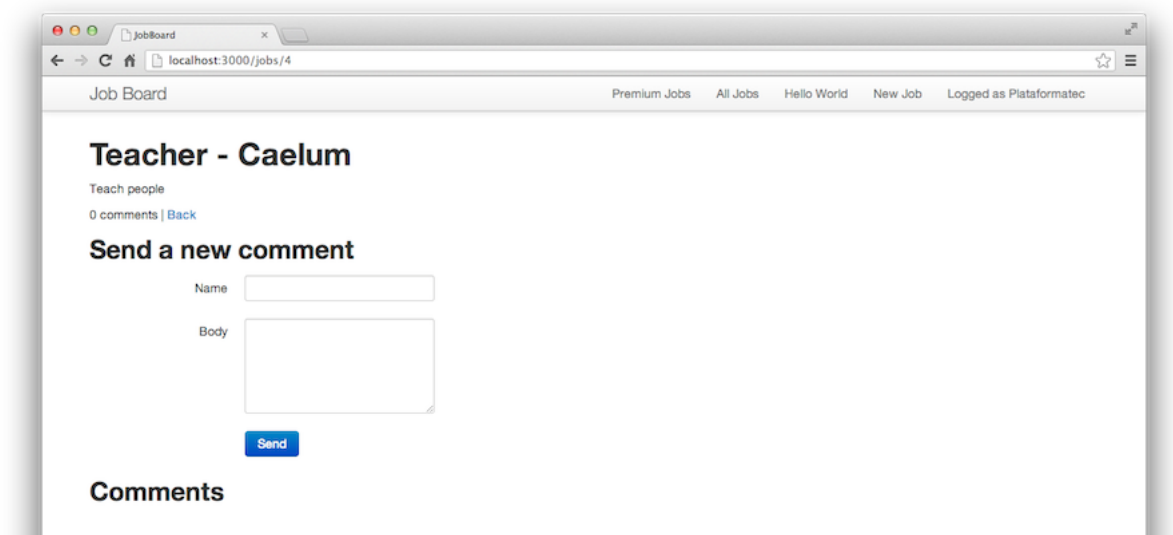 JobBoard
localhost:3000/jobs/4
Job Board Premium Jobs All Jobs Hello World New Job Logged as Plataformatec
Teacher - Caelum
Teach people
0 comments | Back
Send a new comment
Name
Body
Send
Comments